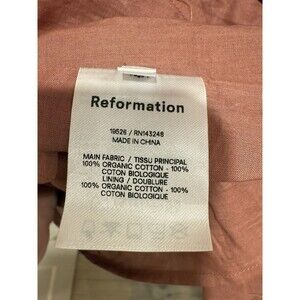 Reformation
19526 / RN143246
MADE IN CHINA
MAIN FABRIC / TISSU PRINCIPAL
100% ORGANIC COTTON - 100%
COTON BIOLOGIQUE
LINING / DOUBLURE
100% ORGANIC COTTON - 100%
COTON BIOLOGIQUE